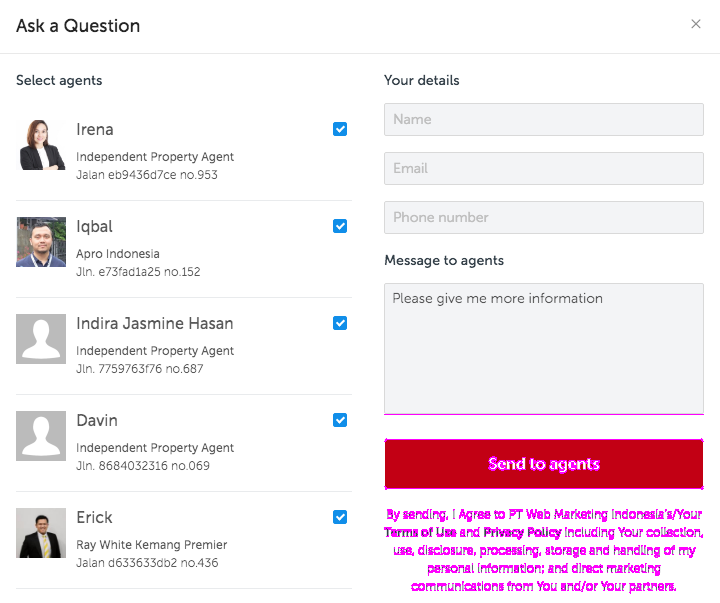 Ask a Question
×
Select agents
Irena
Independent Property Agent
Jalan eb9436d7ce no.953
Iqbal
Apro Indonesia
Jln. e73fad1a25 no.152
Indira Jasmine Hasan
Independent Property Agent
Jln. 7759763f76 no.687
Davin
Independent Property Agent
Jln. 8684032316 no.069
Erick
Ray White Kemang Premier
Jalan d633633db2 no.436
Your details
Name
Email
Phone number
Message to agents
Please give me more information
Send to agents
By sending, I Agree to PT Web Marketing Indonesia's/Your
Terms of Use and Privacy Policy including Your collection,
use, disclosure, processing, storage and handling of my
personal information; and direct marketing
communications from You and/or Your partners.